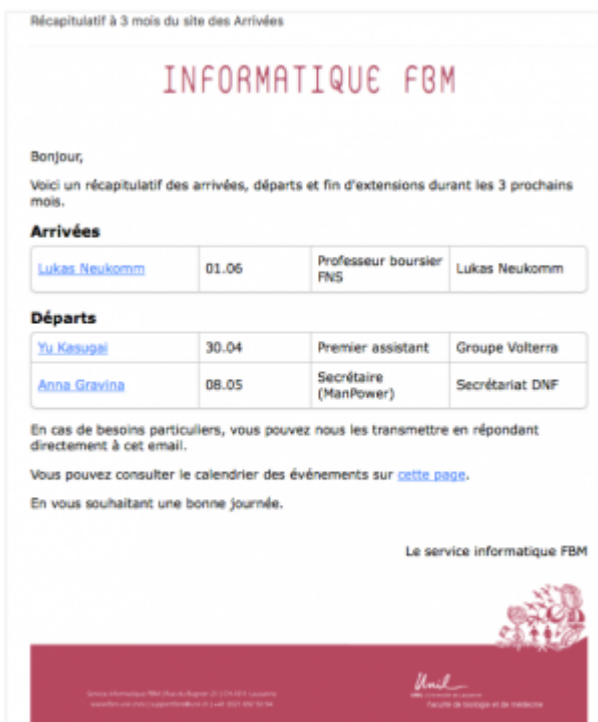 Récapitulatif à 3 mois du site des Arrivées
INFORMATIQUE FBM
Bonjour,
Voici un récapitulatif des arrivées, départs et fin d'extensions durant les 3 prochains
mois.
Arrivées
Lukas Neukomm 01.06 Professeur boursier FNS Lukas Neukomm
Départs
Yu Kasugai 30.04 Premier assistant Groupe Volterra
Anna Gravina 08.05 Secrétaire (ManPower) Secrétariat DNF
En cas de besoins particuliers, vous pouvez nous les transmettre en répondant
directement à cet email.
Vous pouvez consulter le calendrier des événements sur cette page.
En vous souhaitant une bonne journée.
Le service informatique FBM
Unil
Faculté de biologie et de médecine